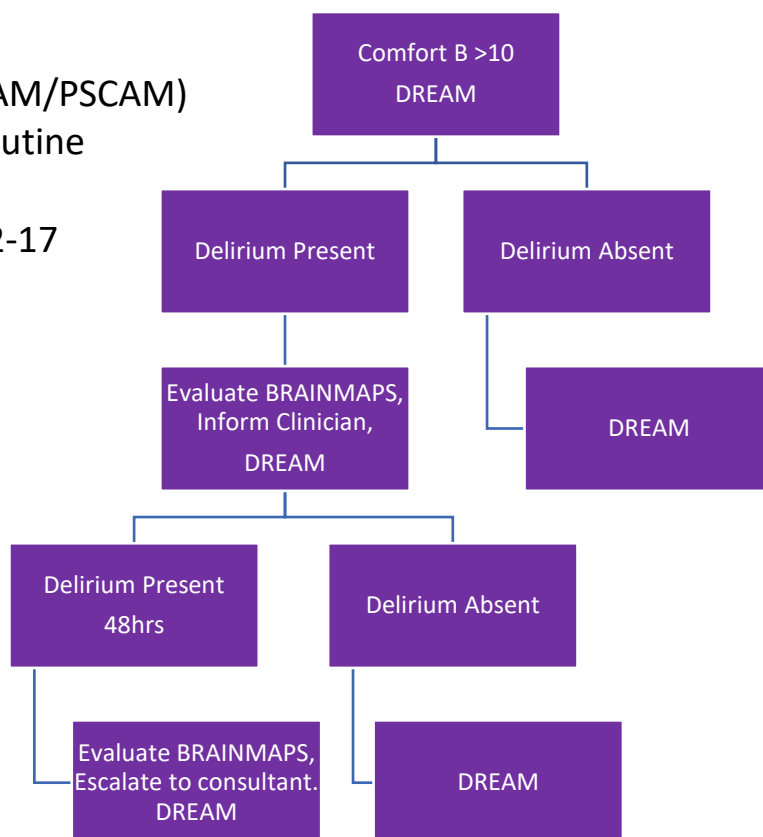 AM/PSCAM)
utine
2-17
Comfort B >10
DREAM
Delirium Present
Delirium Absent
Evaluate BRAINMAPS,
Inform Clinician,
DREAM
DREAM
Delirium Present
48hrs
Delirium Absent
Evaluate BRAINMAPS,
Escalate to consultant.
DREAM
DREAM